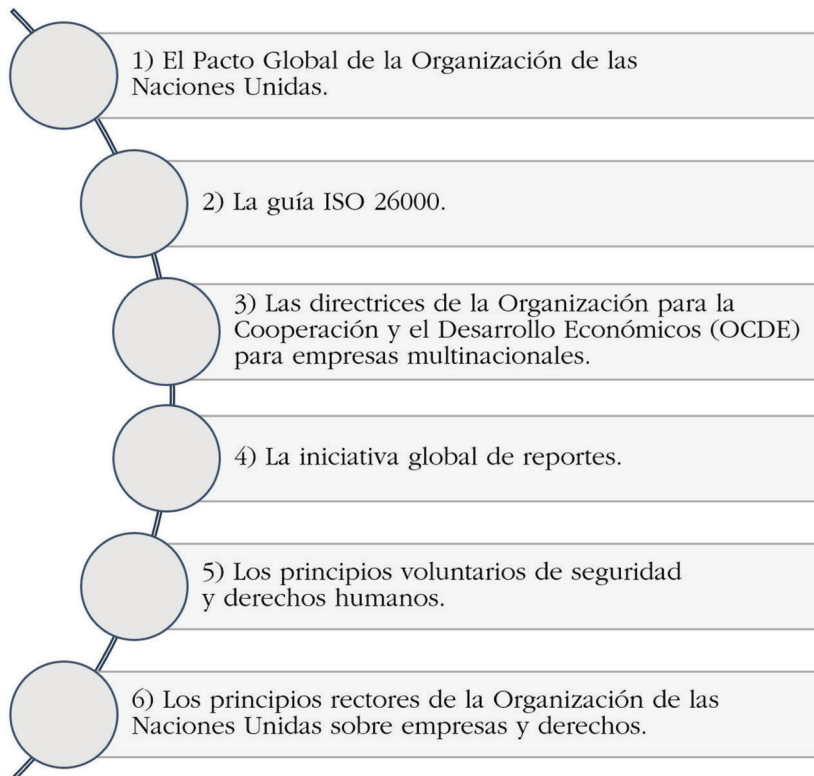 1) El Pacto Global de la Organización de las
Naciones Unidas.
2) La guía ISO 26000.
3) Las directrices de la Organización para la
Cooperación y el Desarrollo Económicos (OCDE)
para empresas multinacionales.
4) La iniciativa global de reportes.
5) Los principios voluntarios de seguridad
y derechos humanos.
6) Los principios rectores de la Organización de las
Naciones Unidas sobre empresas y derechos.